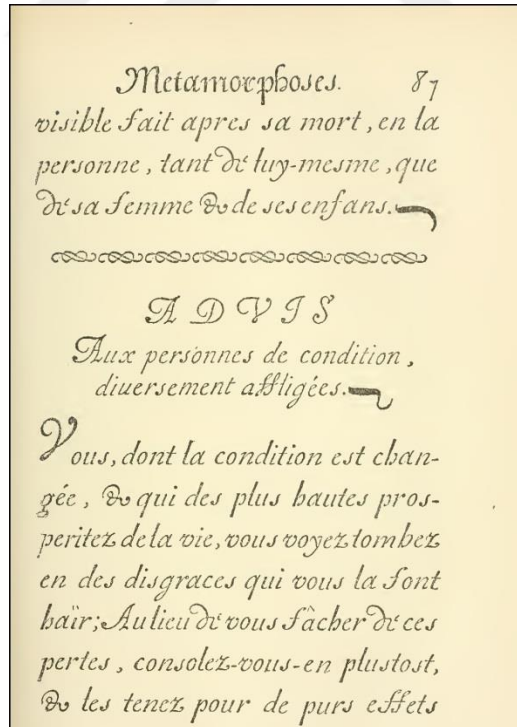 Metamorphoses. 87
visible fait apres sa mort, en la
personne, tant de luy-mesme, que
de sa femme & de ses enfans.
ADVIS
Aux personnes de condition,
diuersement affligées.
Vous, dont la condition est chan-
gée, & qui des plus hautes pros-
peritez de la vie, vous voyez tombez
en des disgraces qui vous la font
haïr; Au lieu de vous fâcher de ces
pertes, consolez-vous-en plustost,
& les tenez pour de purs effets